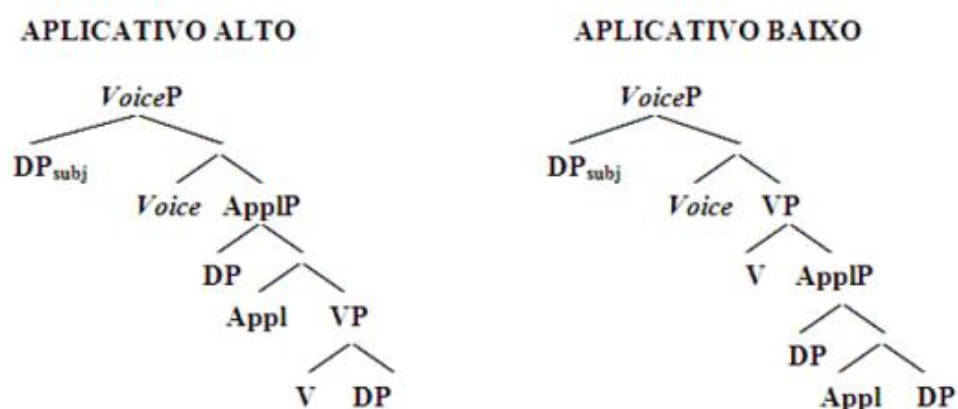 APLICATIVO ALTO APLICATIVO BAIXO
VoiceP VoiceP
DPsubj DPsubj
Voice ApplP Voice VP
DP V ApplP
Appl VP DP
V DP Appl DP